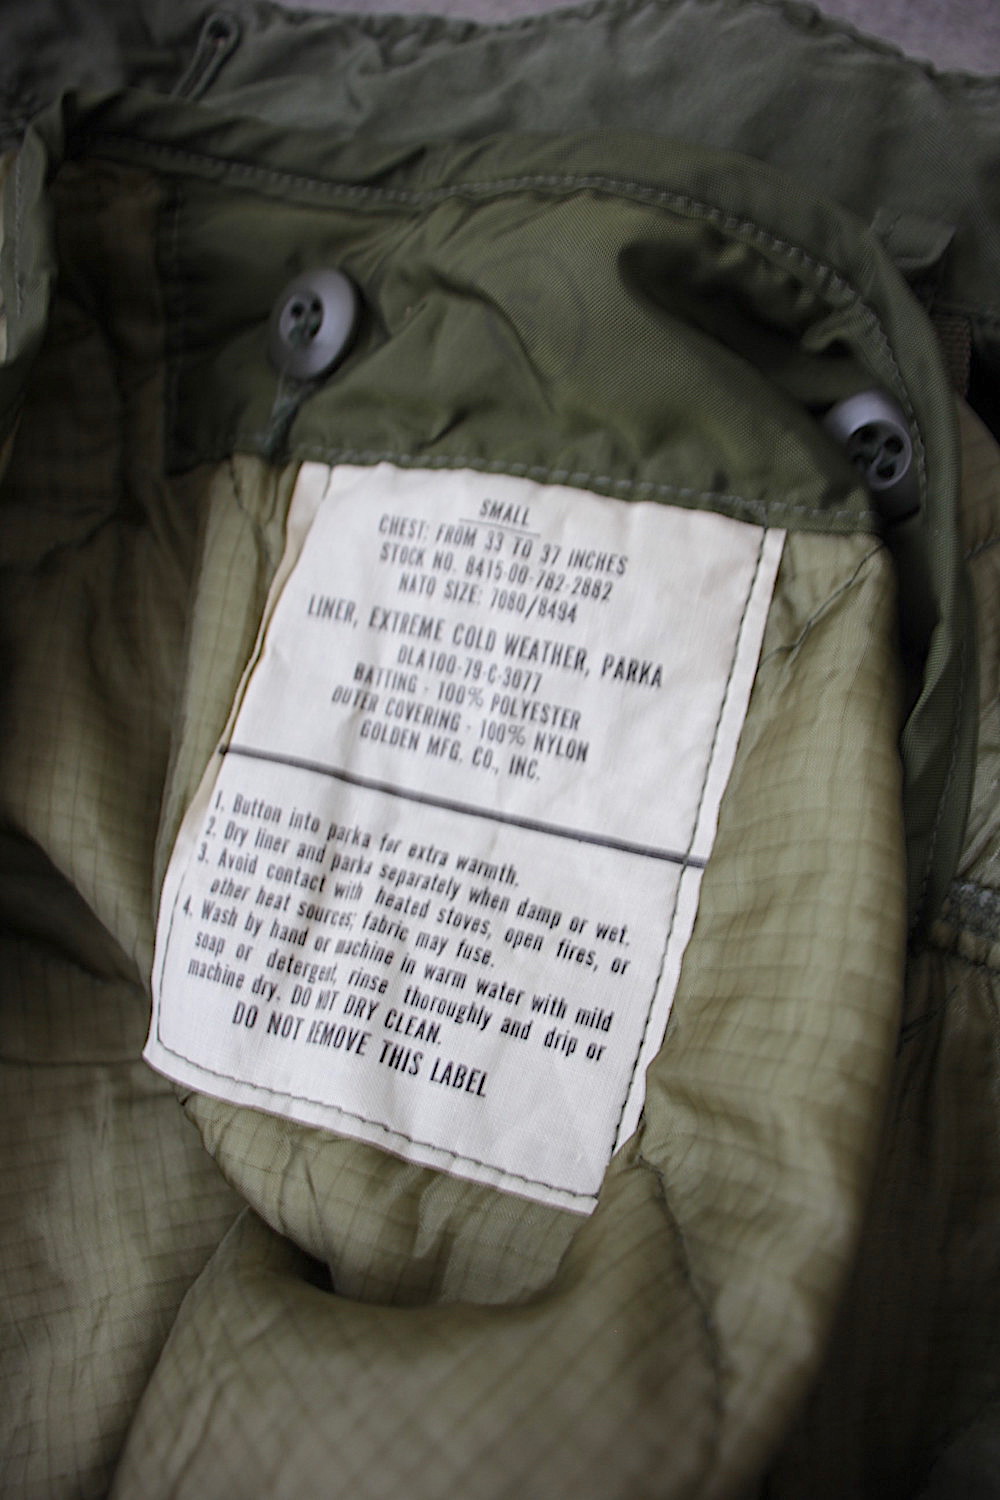 SMALL
CHEST: FROM 33 TO 37 INCHES
STOCK NO. 8415-00-782-2882
NATO SIZE: 7080/8494
LINER, EXTREME COLD WEATHER, PARKA
DLA100-79-C-3077
BATTING - 100% POLYESTER
OUTER COVERING - 100% NYLON
GOLDEN MFG. CO., INC.
1. Button into parka for extra warmth.
2. Dry liner and parka separately when damp or wet.
3. Avoid contact with heated stoves, open fires, or
other heat sources; fabric may fuse.
4. Wash by hand or machine in warm water with mild
soap or detergent, rinse thoroughly and drip or
machine dry. DO NOT DRY CLEAN.
DO NOT REMOVE THIS LABEL